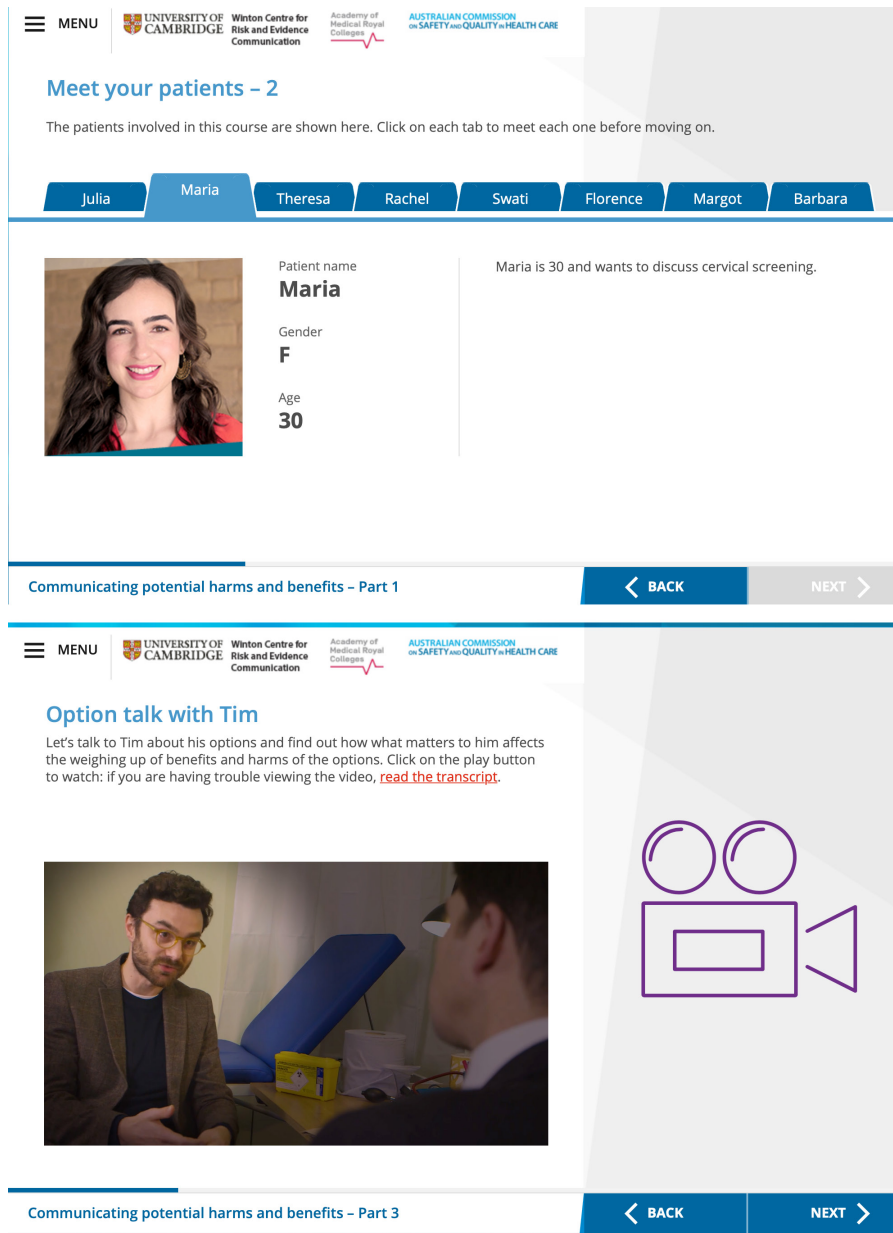 MENU
UNIVERSITY OF
CAMBRIDGE
Winton Centre for
Risk and Evidence
Communication
Academy of
Medical Royal
Colleges
AUSTRALIAN COMMISSION
ON SAFETY AND QUALITY IN HEALTH CARE
Meet your patients – 2
The patients involved in this course are shown here. Click on each tab to meet each one before moving on.
Julia
Maria
Theresa
Rachel
Swati
Florence
Margot
Barbara
Patient name
Maria
Gender
F
Age
30
Maria is 30 and wants to discuss cervical screening.
Communicating potential harms and benefits – Part 1
BACK
NEXT
MENU
UNIVERSITY OF
CAMBRIDGE
Winton Centre for
Risk and Evidence
Communication
Academy of
Medical Royal
Colleges
AUSTRALIAN COMMISSION
ON SAFETY AND QUALITY IN HEALTH CARE
Option talk with Tim
Let’s talk to Tim about his options and find out how what matters to him affects
the weighing up of benefits and harms of the options. Click on the play button
to watch: if you are having trouble viewing the video, read the transcript.
Communicating potential harms and benefits – Part 3
BACK
NEXT